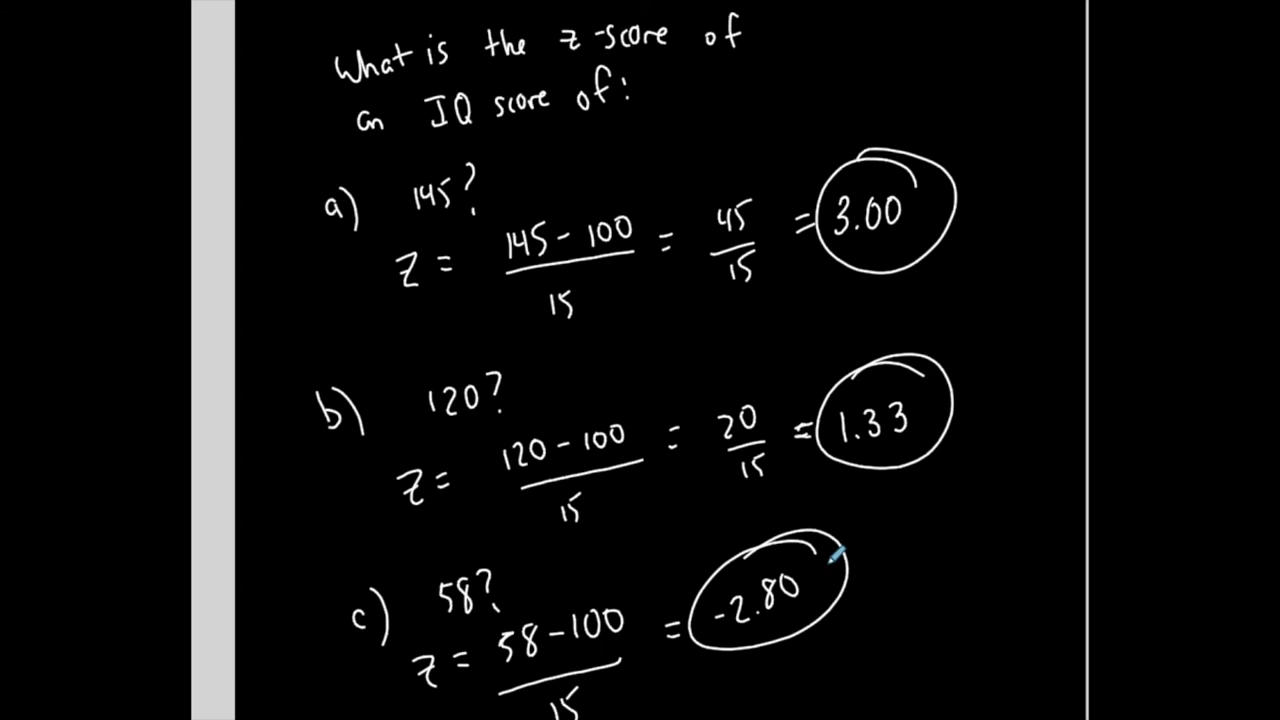 What is the z-score of
an IQ score of:
a) 145?
z = 145 - 100 / 15 = 45 / 15 = 3.00
b) 120?
z = 120 - 100 / 15 = 20 / 15 = 1.33
c) 58?
z = 58 - 100 / 15 = -2.80